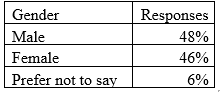 Gender Responses
Male 48%
Female 46%
Prefer not to say 6%